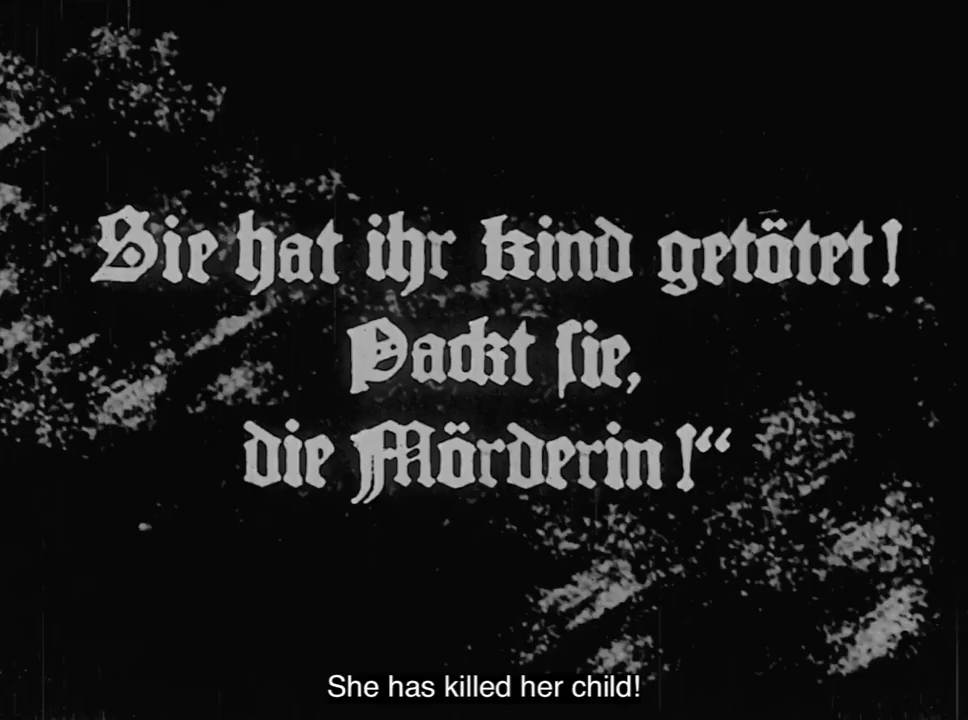 Sie hat ihr kind getötet!
Packt sie,
die Mörderin!“
She has killed her child!